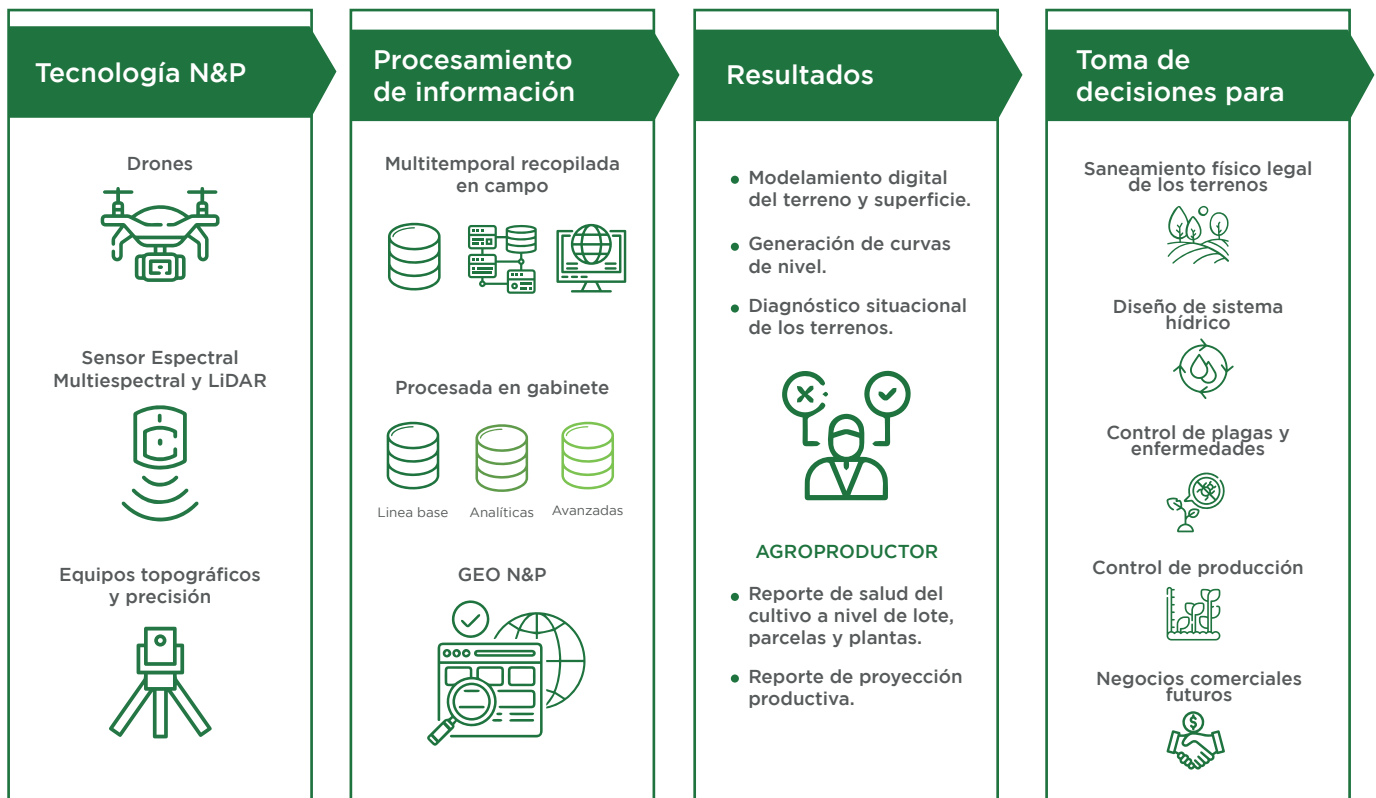 Tecnología N&P
Drones
Sensor Espectral
Multiespectral y LiDAR
Equipos topográficos
y precisión
Procesamiento
de información
Multitemporal recopilada
en campo
Procesada en gabinete
Linea base
Analíticas
Avanzadas
GEO N&P
Resultados
• Modelamiento digital
del terreno y superficie.
• Generación de curvas
de nivel.
• Diagnóstico situacional
de los terrenos.
AGROPRODUCTOR
• Reporte de salud del
cultivo a nivel de lote,
parcelas y plantas.
• Reporte de proyección
productiva.
Toma de
decisiones para
Saneamiento físico legal
de los terrenos
Diseño de sistema
hídrico
Control de plagas y
enfermedades
Control de producción
Negocios comerciales
futuros
$